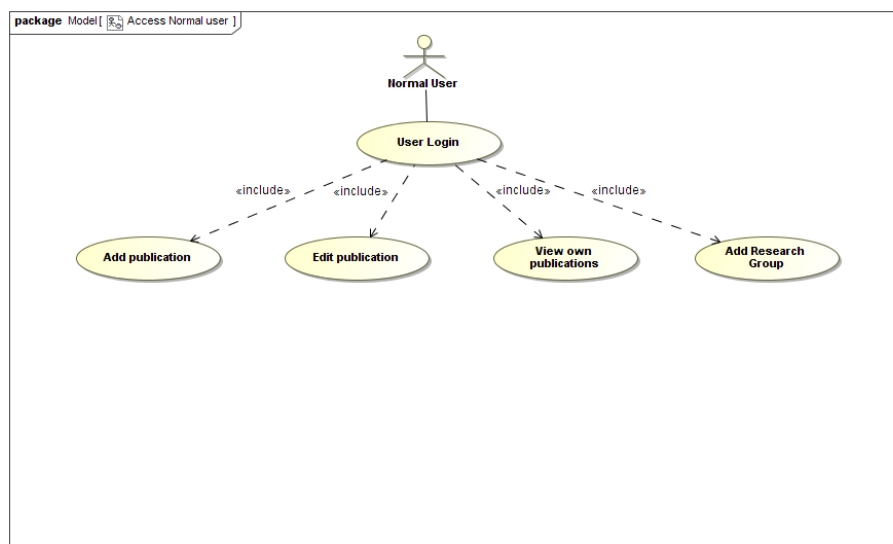 package Model[ Access Normal user ]
Normal User
User Login
«include»
«include»
«include»
«include»
Add publication
Edit publication
View own
publications
Add Research
Group